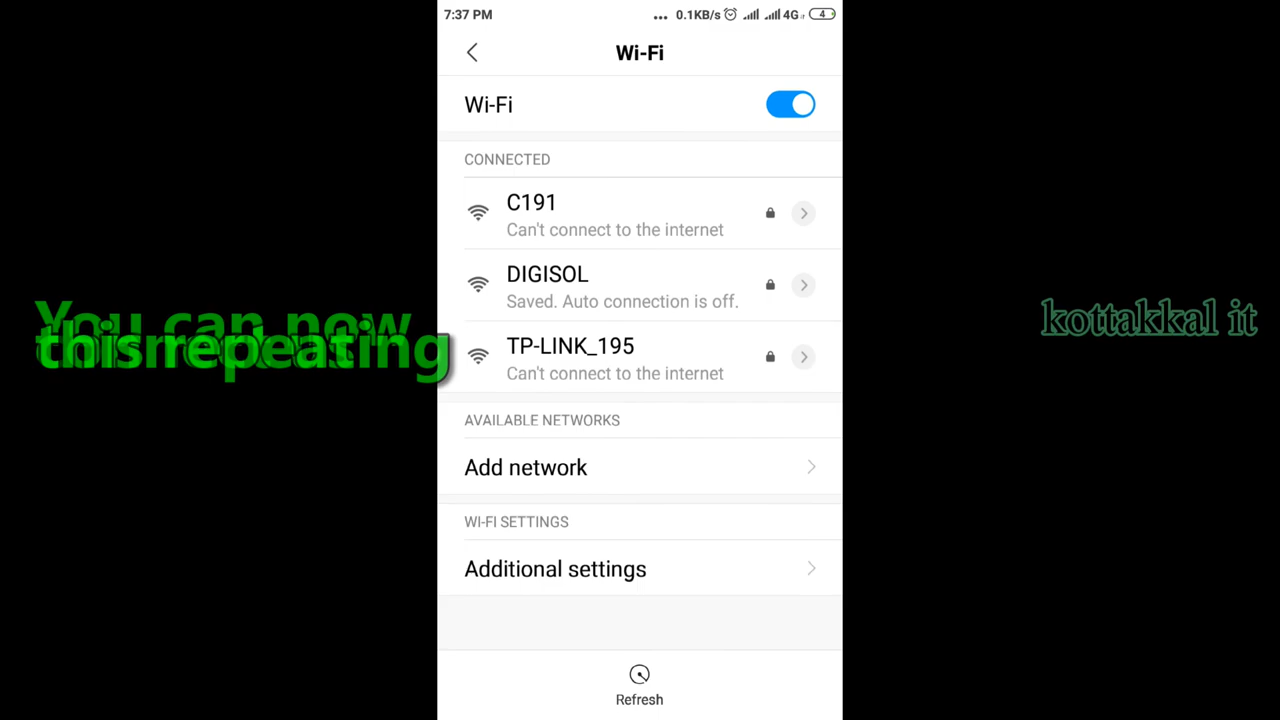 7:37 PM
... 0.1KB/s 4G 4
Wi-Fi
Wi-Fi
CONNECTED
C191
Can't connect to the internet
DIGISOL
Saved. Auto connection is off.
You can now
this repeating
kottakkal it
TP-LINK_195
Can't connect to the internet
AVAILABLE NETWORKS
Add network
WI-FI SETTINGS
Additional settings
Refresh